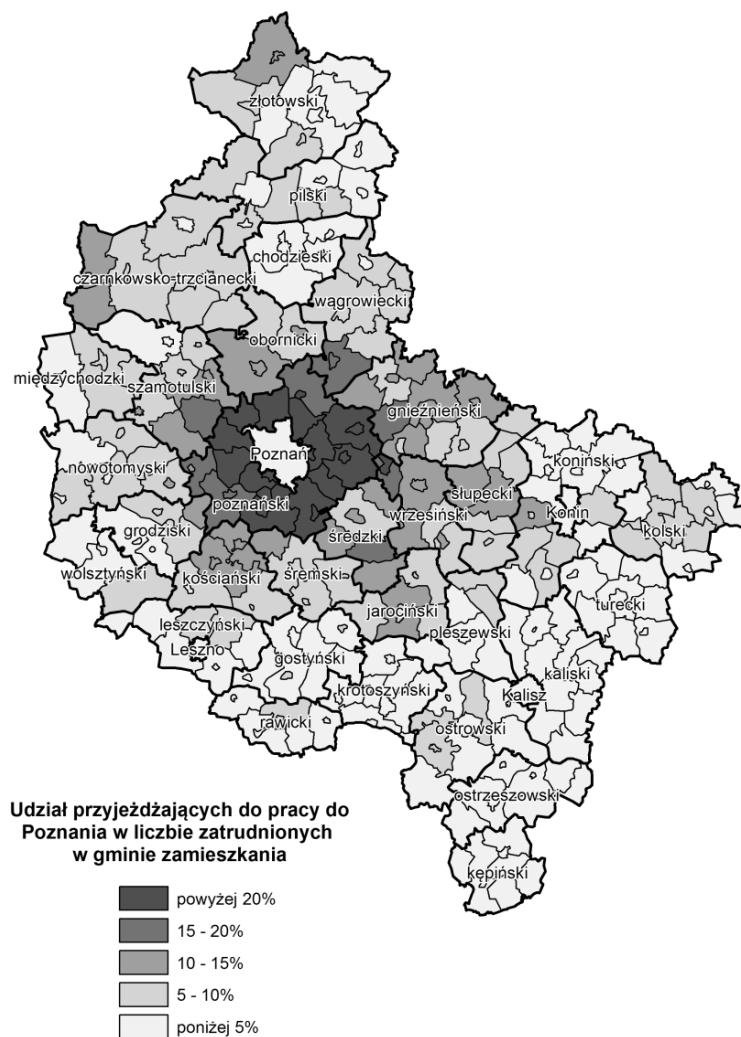 złotowski
pilski
chodzieski
czarnkowsko-trzcianecki
wągrowiecki
obornicki
międzychodzki
szamotulski
gnieźnieński
Poznań
nowotomyski
koniński
słupecki
poznański
wrzesiński
Konin
grodziski
średzki
kolski
wolsztyński
kościański
śremski
turecki
jarociński
leszczyński
pleszewski
Leszno
gostyński
kaliski
krotoszyński
Kalisz
rawicki
ostrowski
ostrzeszowski
kępiński
Udział przyjeżdżających do pracy do
Poznania w liczbie zatrudnionych
w gminie zamieszkania
powyżej 20%
15 - 20%
10 - 15%
5 - 10%
poniżej 5%